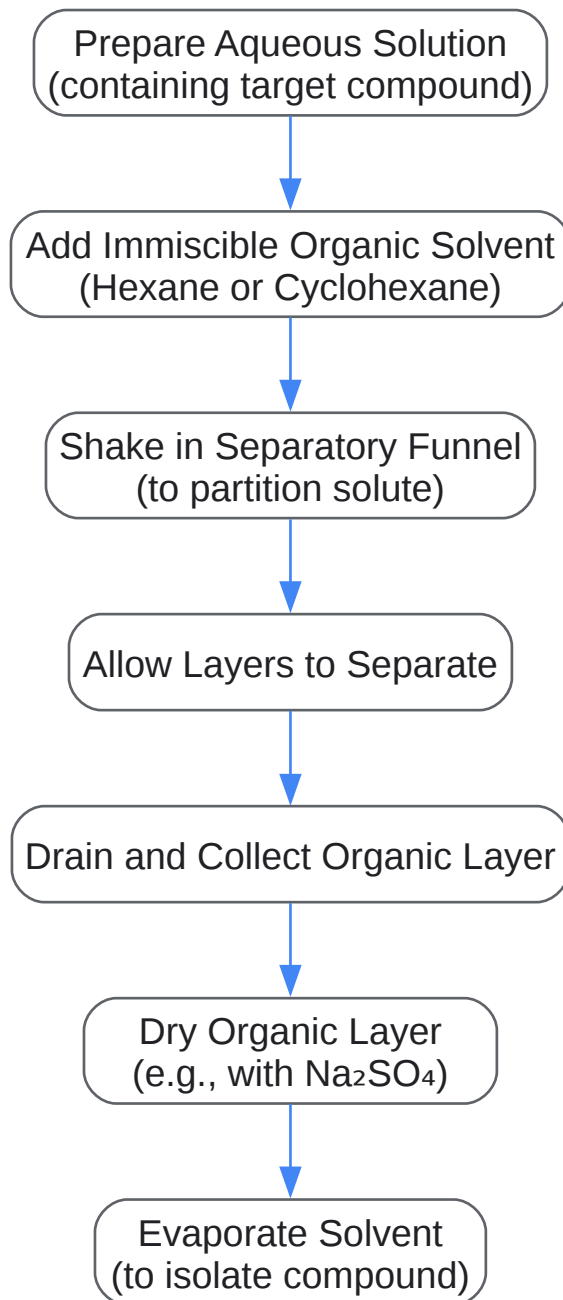 Prepare Aqueous Solution
(containing target compound)
Add Immiscible Organic Solvent
(Hexane or Cyclohexane)
Shake in Separatory Funnel
(to partition solute)
Allow Layers to Separate
Drain and Collect Organic Layer
Dry Organic Layer
(e.g., with Na₂SO₄)
Evaporate Solvent
(to isolate compound)